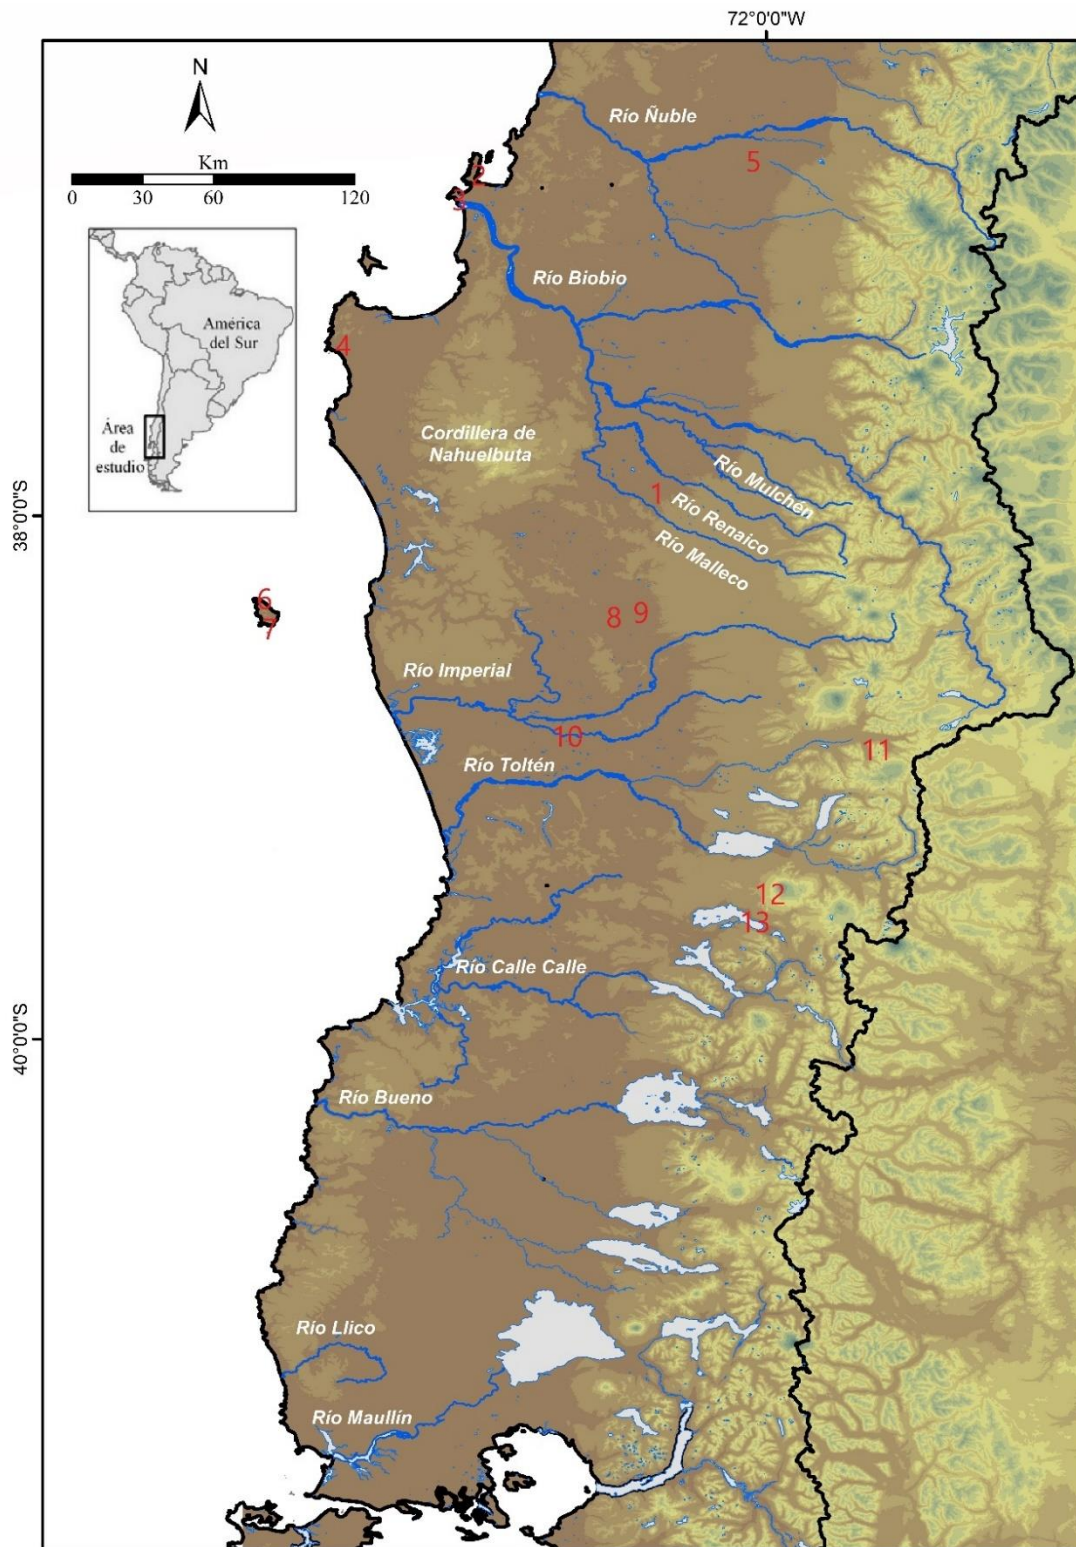 72°0'0"W
N
Km
0 30 60 120
América
del Sur
Área
de
estudio
Río Ñuble
5
2
3
Río Biobio
4
Cordillera de
Nahuelbuta
Río Mulchen
1
Río Renaico
Río Malleco
38°0'0"S
6
7
8
9
Río Imperial
10
11
Río Toltén
12
13
Río Calle Calle
40°0'0"S
Río Bueno
Río Llico
Río Maullín